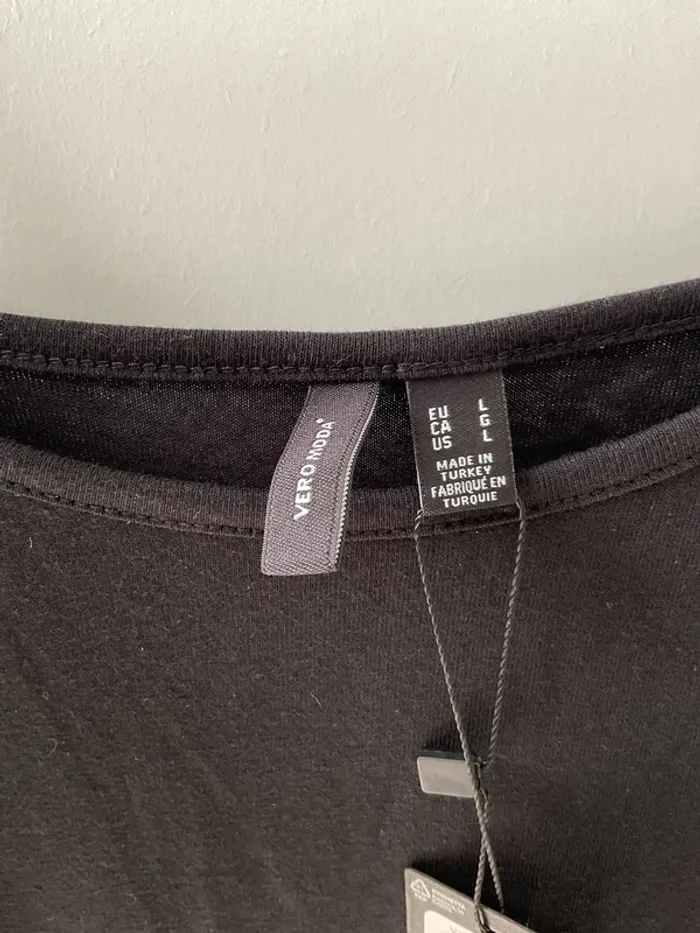 VERO MODA
EU L
CA G
US L
MADE IN
TURKEY
FABRIQUÉ EN
TURQUIE